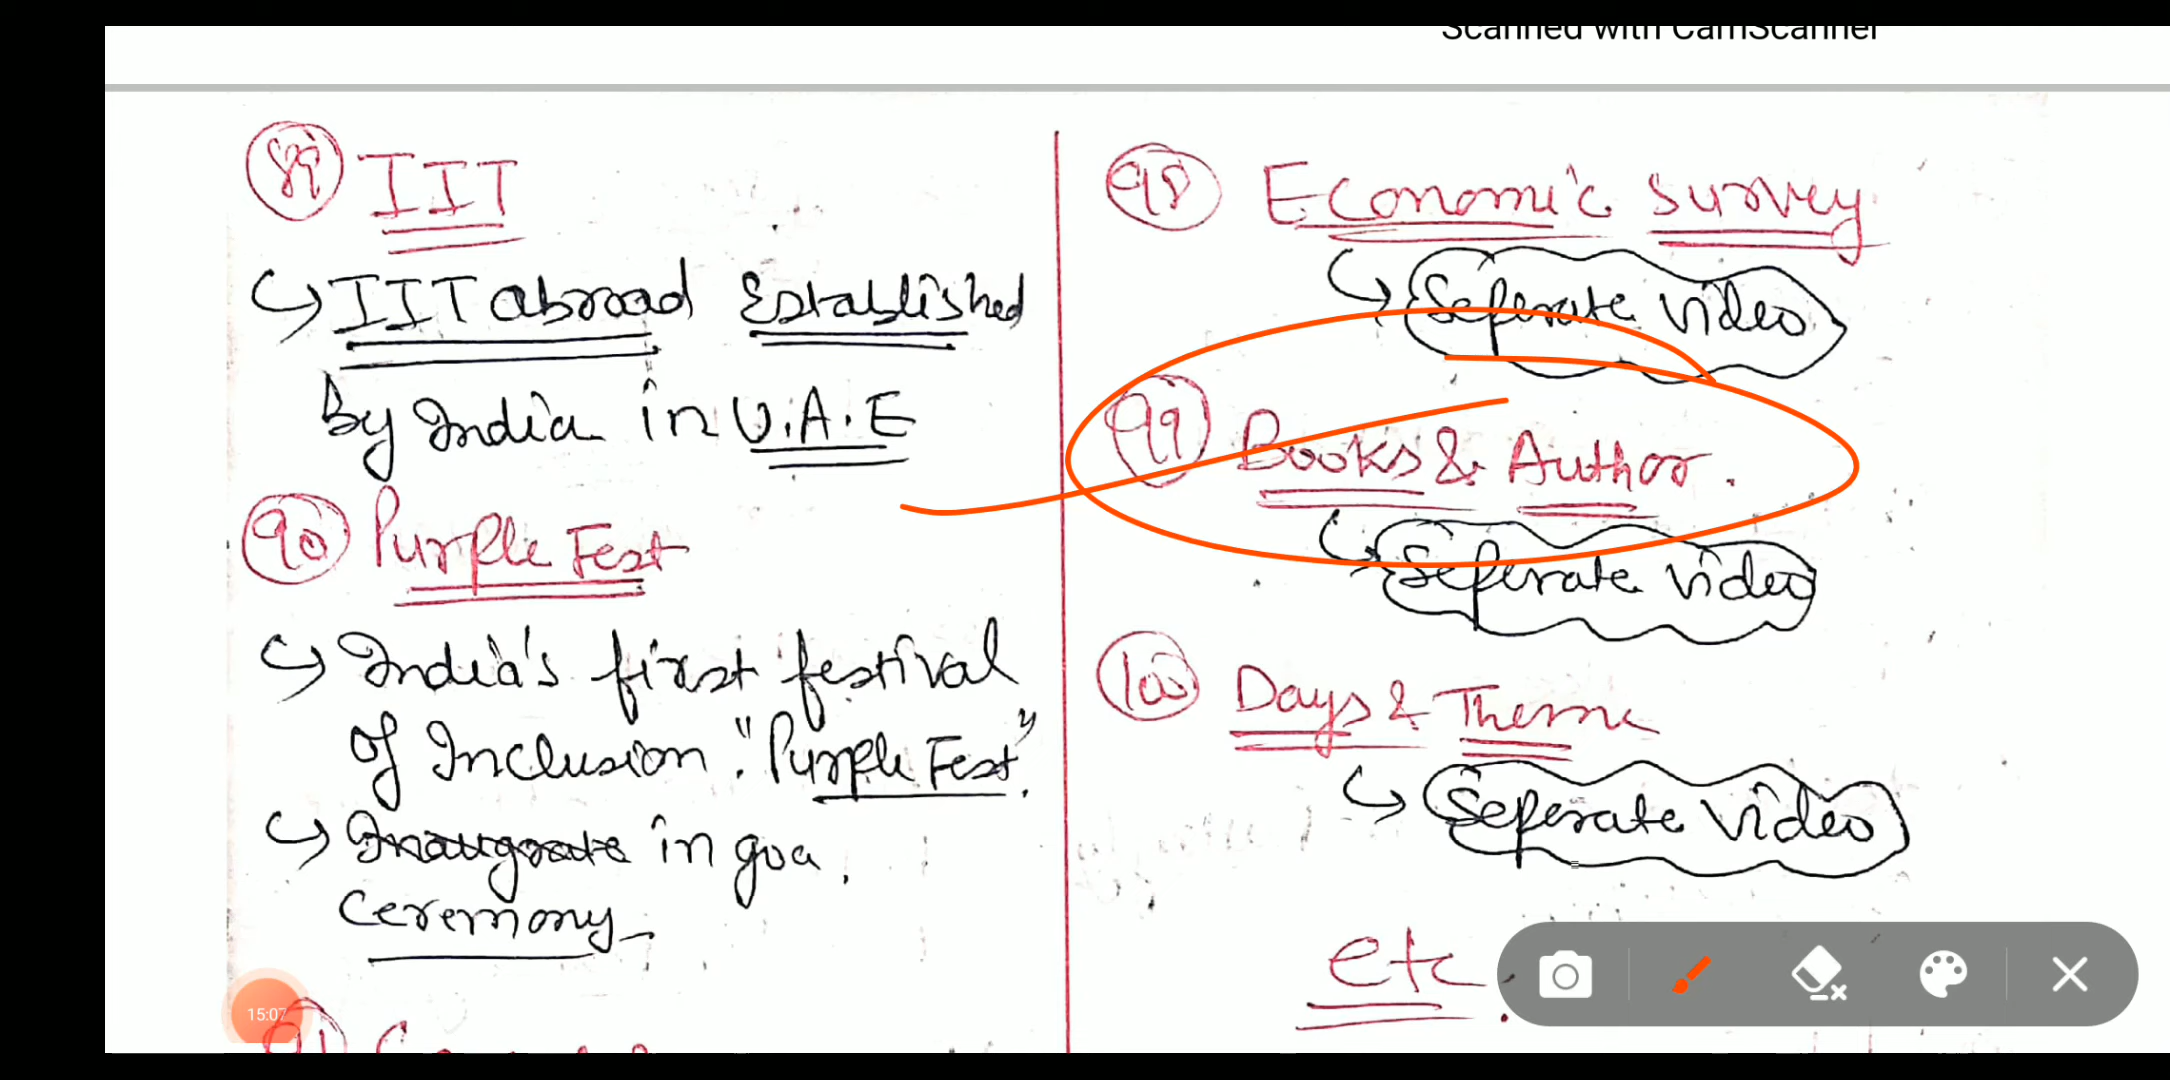 Scanned with CamScanner
89 IIT
IIT abroad Established
By India in U.A.E
90 Purple Fest
India's first festival
of Inclusion "Purple Fest".
Inaugrate in goa.
Ceremony
15:07
91
98 Economic Survey
Seperate Video
99 Books & Author.
Seperate Video
100 Days & Theme
Seperate Video
etc.